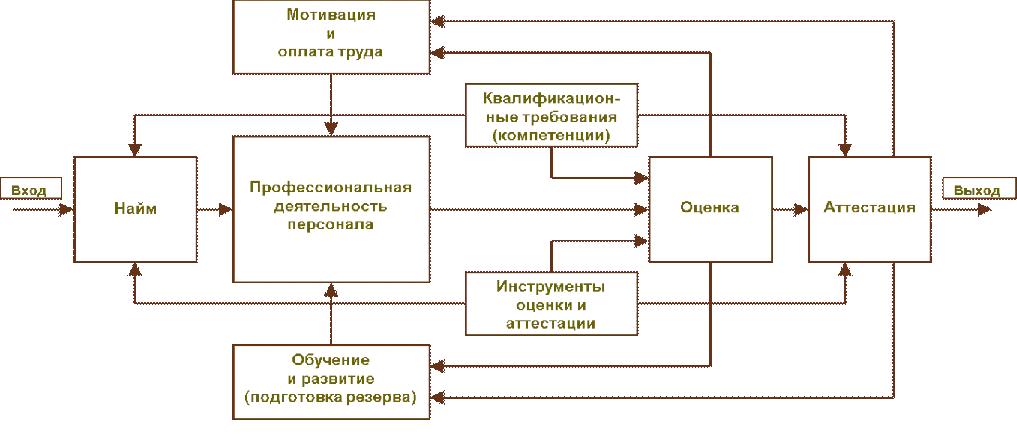 Мотивация
и
оплата труда
Квалификацион-
ные требования
(компетенции)
Вход
Найм
Профессиональная
деятельность
персонала
Оценка
Аттестация
Выход
Инструменты
оценки и
аттестации
Обучение
и развитие
(подготовка резерва)